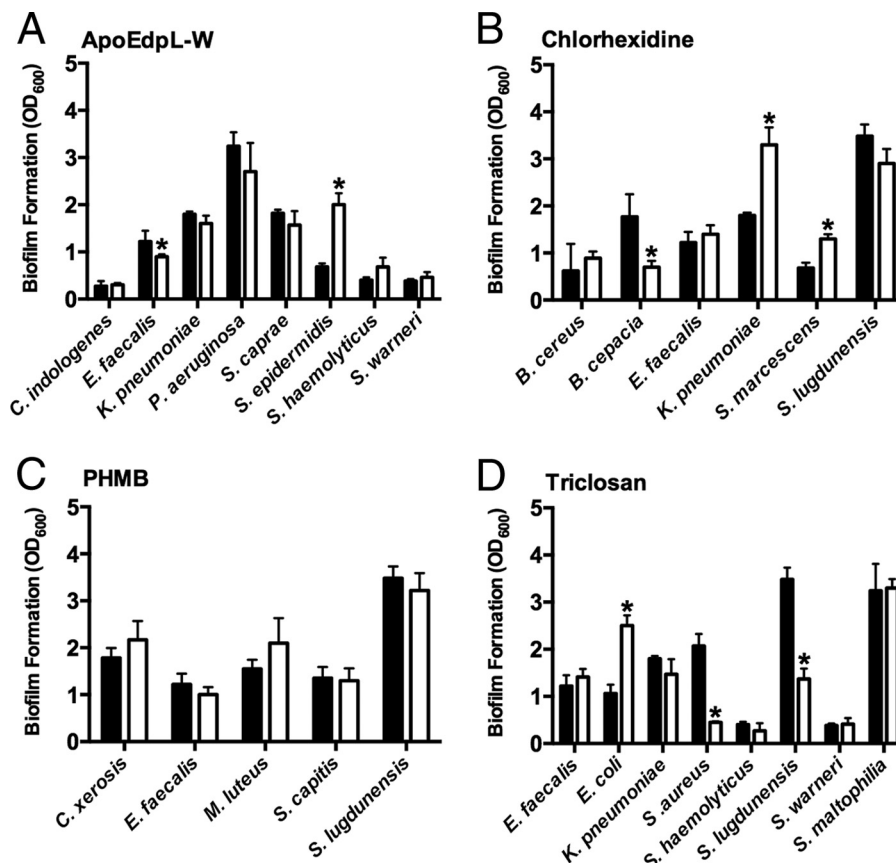 A
ApoEdpL-W
Biofilm Formation (OD600)
5
4
3
2
1
0
*
*
C. indologenes
E. faecalis
K. pneumoniae
P. aeruginosa
S. caprae
S. epidermidis
S. haemolyticus
S. warneri
B
Chlorhexidine
Biofilm Formation (OD600)
5
4
3
2
1
0
*
*
*
B. cereus
B. cepacia
E. faecalis
K. pneumoniae
S. marcescens
S. lugdunensis
C
PHMB
Biofilm Formation (OD600)
5
4
3
2
1
0
C. xerosis
E. faecalis
M. luteus
S. capitis
S. lugdunensis
D
Triclosan
Biofilm Formation (OD600)
5
4
3
2
1
0
*
*
*
E. faecalis
E. coli
K. pneumoniae
S. aureus
S. haemolyticus
S. lugdunensis
S. warneri
S. maltophilia